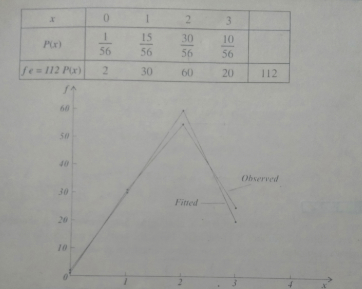 x 0 1 2 3
P(x) 1/56 15/56 30/56 10/56
fe = 112 P(x) 2 30 60 20 112
f
60
50
40
30
20
10
0
Observed
Fitted
1 2 3 4 x